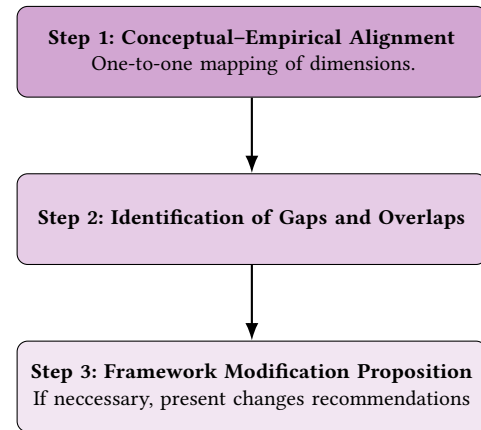 Step 1: Conceptual–Empirical Alignment
One-to-one mapping of dimensions.
Step 2: Identification of Gaps and Overlaps
Step 3: Framework Modification Proposition
If neccessary, present changes recommendations